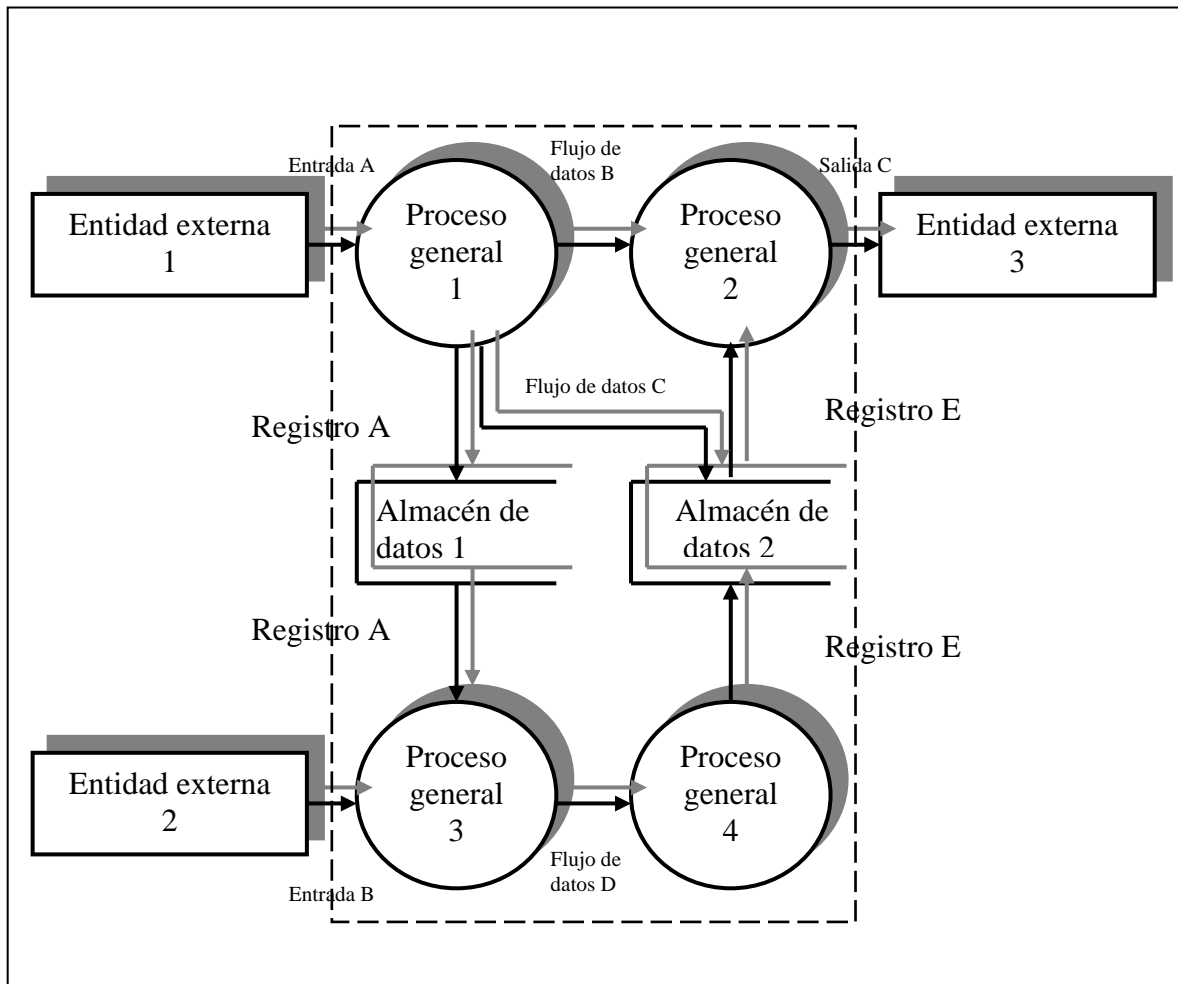 Entrada A
Flujo de
datos B
Salida C
Entidad externa
1
Proceso
general
1
Proceso
general
2
Entidad externa
3
Flujo de datos C
Registro A
Registro E
Almacén de
datos 1
Almacén de
datos 2
Registro A
Registro E
Entidad externa
2
Proceso
general
3
Proceso
general
4
Entrada B
Flujo de
datos D